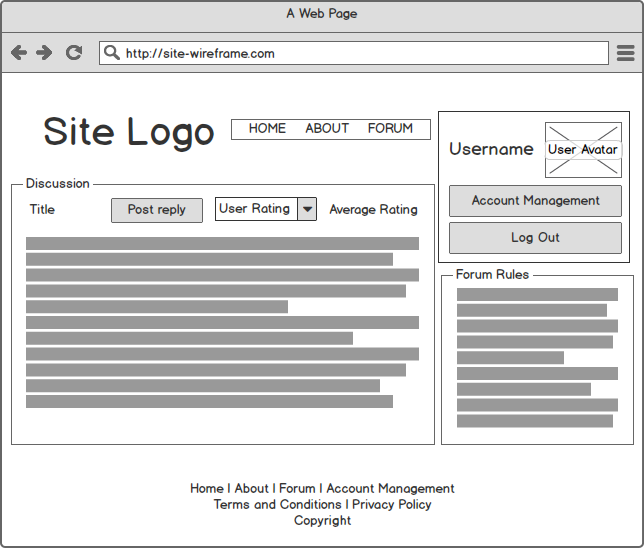 A Web Page
http://site-wireframe.com
Site Logo
HOME ABOUT FORUM
Username
User Avatar
Account Management
Log Out
Discussion
Title Post reply User Rating Average Rating
Forum Rules
Home | About | Forum | Account Management
Terms and Conditions | Privacy Policy
Copyright